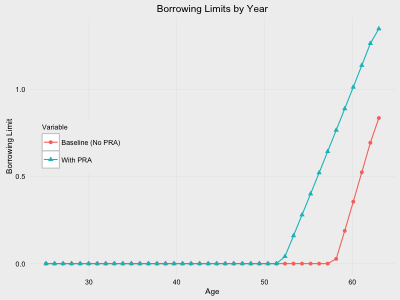 Borrowing Limits by Year
Borrowing Limit
1.0
0.5
0.0
Variable
Baseline (No PRA)
With PRA
30
40
50
60
Age